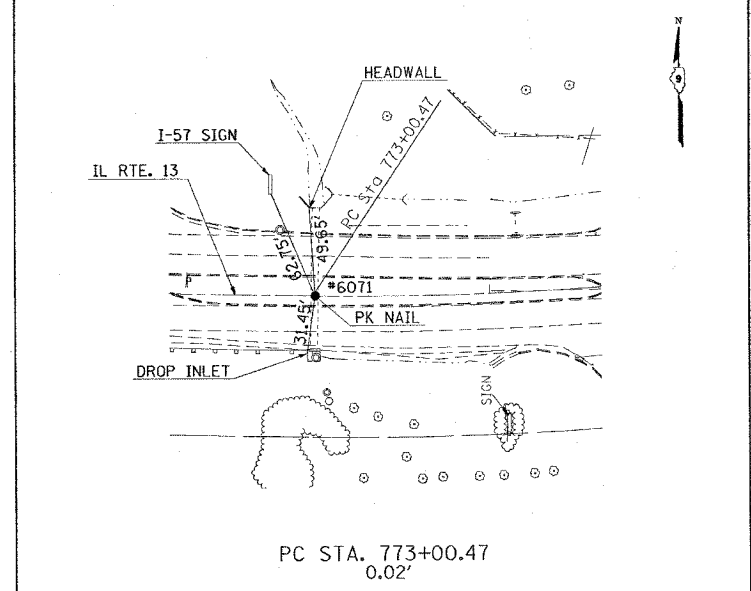 N
9
HEADWALL
PC Sta 773+00.47
I-57 SIGN
IL RTE. 13
62.75'
49.65'
P
#6071
31.45'
PK NAIL
DROP INLET
SIGN
PC STA. 773+00.47
0.02'